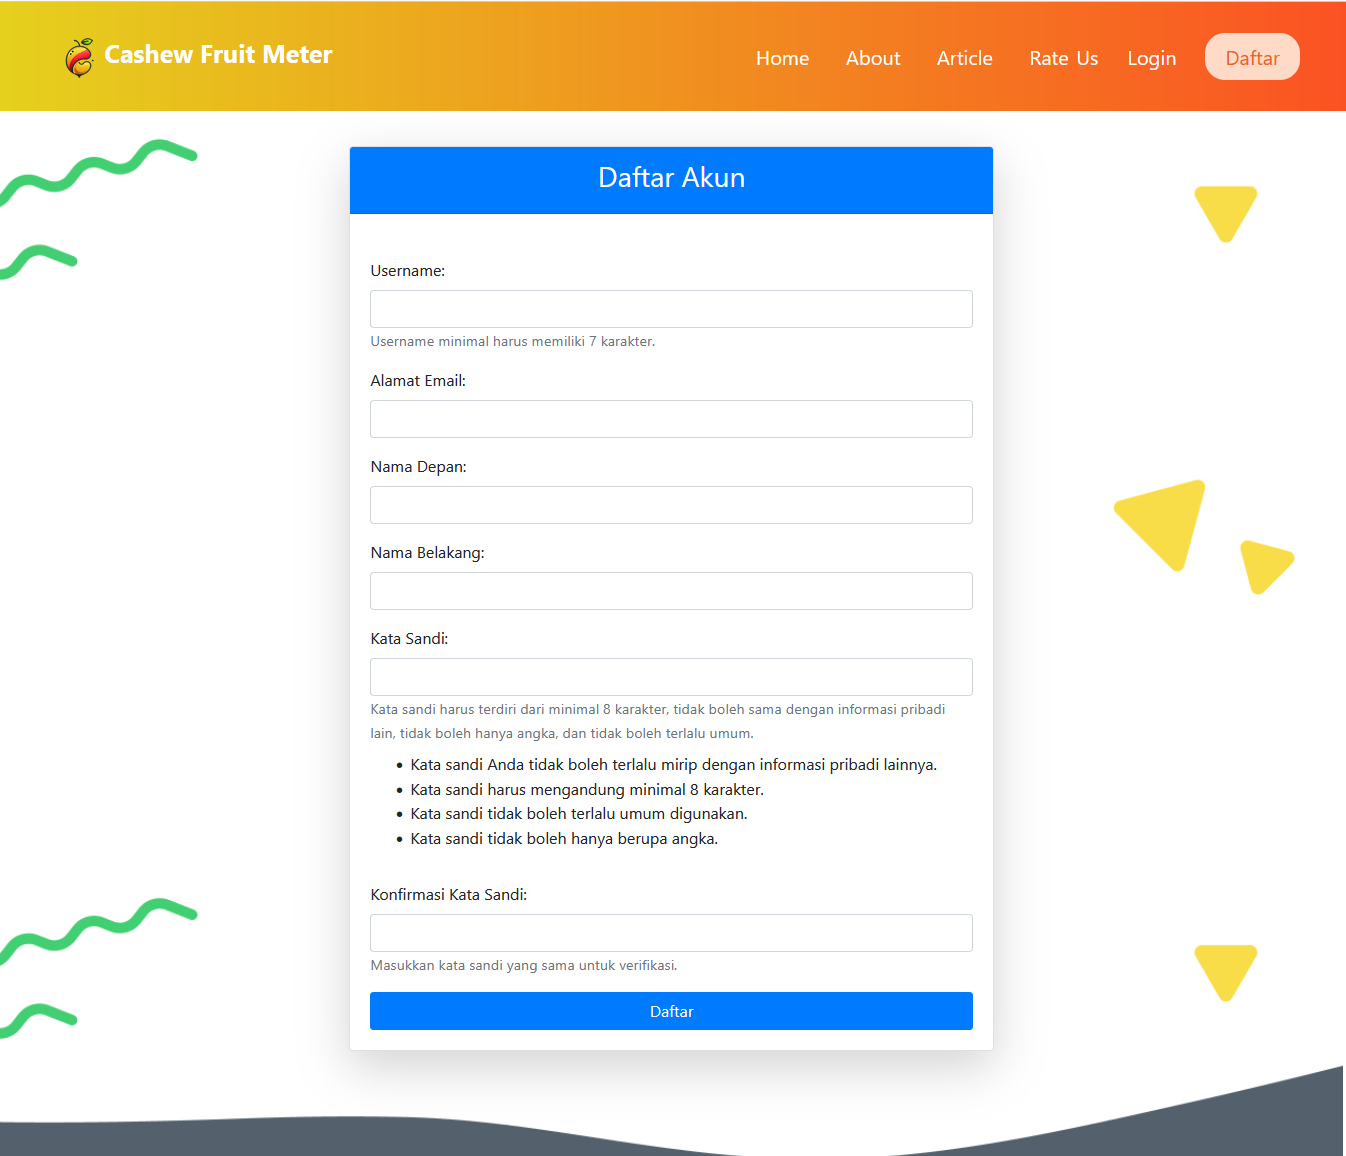 Cashew Fruit Meter
Home About Article Rate Us Login Daftar
Daftar Akun
Username:
Username minimal harus memiliki 7 karakter.
Alamat Email:
Nama Depan:
Nama Belakang:
Kata Sandi:
Kata sandi harus terdiri dari minimal 8 karakter, tidak boleh sama dengan informasi pribadi
lain, tidak boleh hanya angka, dan tidak boleh terlalu umum.
• Kata sandi Anda tidak boleh terlalu mirip dengan informasi pribadi lainnya.
• Kata sandi harus mengandung minimal 8 karakter.
• Kata sandi tidak boleh terlalu umum digunakan.
• Kata sandi tidak boleh hanya berupa angka.
Konfirmasi Kata Sandi:
Masukkan kata sandi yang sama untuk verifikasi.
Daftar